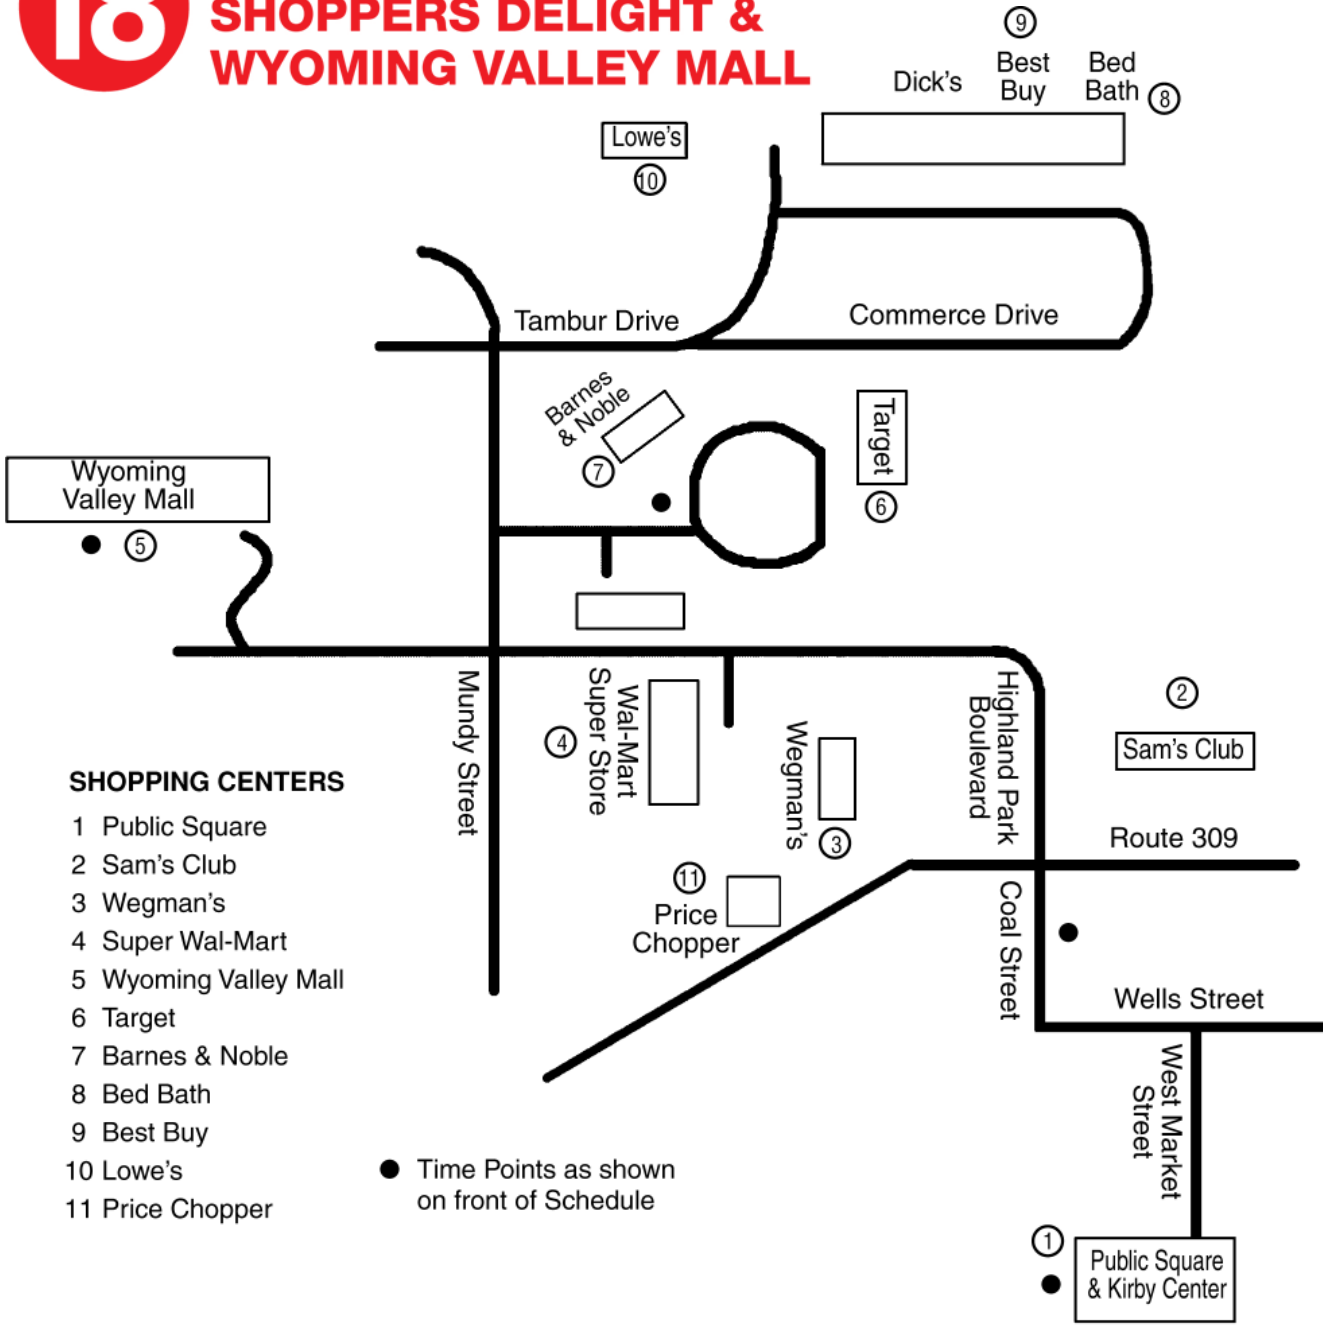 18
SHOPPERS DELIGHT &
WYOMING VALLEY MALL
9
Dick's
Best
Buy
Bed
Bath
8
Lowe's
10
Tambur Drive
Commerce Drive
Barnes
& Noble
7
Target
6
Wyoming
Valley Mall
5
Mundy Street
Wal-Mart
Super Store
4
Wegman's
3
Highland Park
Boulevard
2
Sam's Club
Route 309
11
Price
Chopper
Coal Street
Wells Street
West Market
Street
1
Public Square
& Kirby Center
SHOPPING CENTERS
1 Public Square
2 Sam's Club
3 Wegman's
4 Super Wal-Mart
5 Wyoming Valley Mall
6 Target
7 Barnes & Noble
8 Bed Bath
9 Best Buy
10 Lowe's
11 Price Chopper
Time Points as shown
on front of Schedule